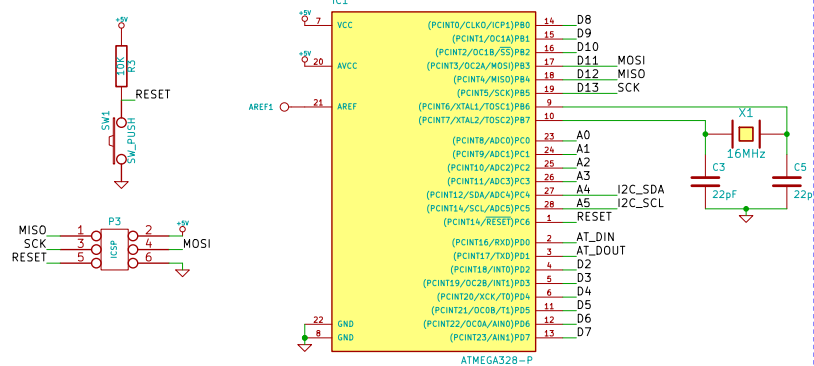 IC1
+5V
7 VCC
+5V
20 AVCC
AREF1 21 AREF
22 GND
8 GND
(PCINT0/CLKO/ICP1)PB0 14 D8
(PCINT1/OC1A)PB1 15 D9
(PCINT2/OC1B/SS)PB2 16 D10
(PCINT3/OC2A/MOSI)PB3 17 D11 MOSI
(PCINT4/MISO)PB4 18 D12 MISO
(PCINT5/SCK)PB5 19 D13 SCK
(PCINT6/XTAL1/TOSC1)PB6 9
(PCINT7/XTAL2/TOSC2)PB7 10
(PCINT8/ADC0)PC0 23 A0
(PCINT9/ADC1)PC1 24 A1
(PCINT10/ADC2)PC2 25 A2
(PCINT11/ADC3)PC3 26 A3
(PCINT12/SDA/ADC4)PC4 27 A4 I2C_SDA
(PCINT14/SCL/ADC5)PC5 28 A5 I2C_SCL
(PCINT14/RESET)PC6 1 RESET
(PCINT16/RXD)PD0 2 AT_DIN
(PCINT17/TXD)PD1 3 AT_DOUT
(PCINT18/INT0)PD2 4 D2
(PCINT19/OC2B/INT1)PD3 5 D3
(PCINT20/XCK/T0)PD4 6 D4
(PCINT21/OC0B/T1)PD5 11 D5
(PCINT22/OC0A/AIN0)PD6 12 D6
(PCINT23/AIN1)PD7 13 D7
ATMEGA328-P
+5V
10K
R3
RESET
SW1
SW_PUSH
P3
+5V
MISO 1 2
SCK 3 4 MOSI
RESET 5 6
ICSP
X1
16MHz
C3
22pF
C5
22p